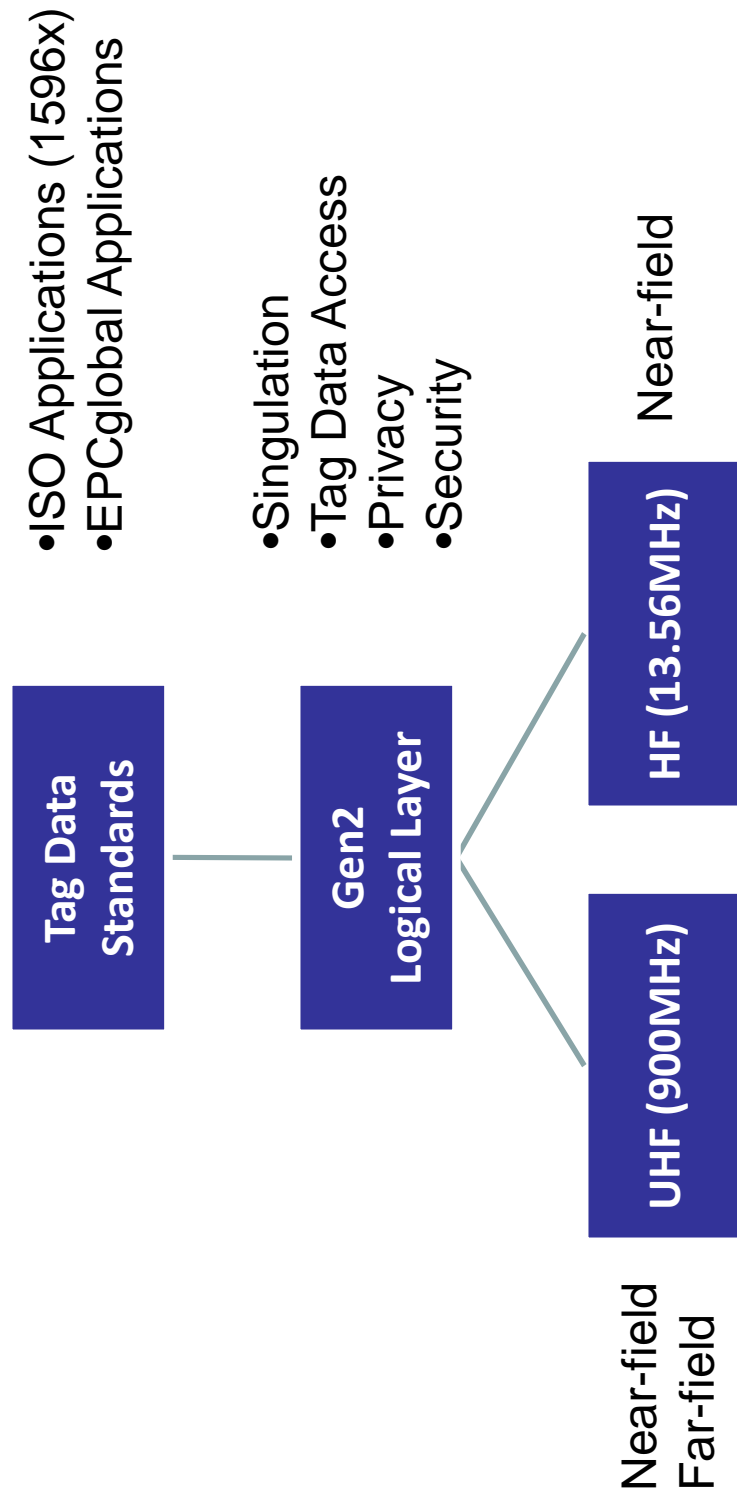 Tag Data
Standards
•ISO Applications (1596x)
•EPCglobal Applications
Gen2
Logical Layer
•Singulation
•Tag Data Access
•Privacy
•Security
Near-field
Far-field
UHF (900MHz)
HF (13.56MHz)
Near-field